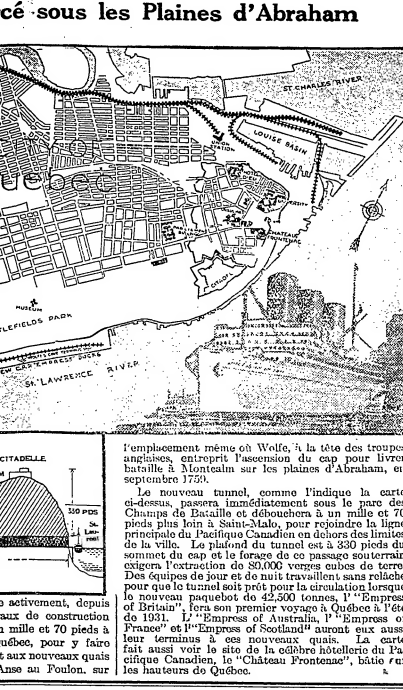 cé sous les Plaines d'Abraham
ST CHARLES RIVER
LOUISE BASIN
UNION STATION
CHATEAU FRONTENAC
CITADELLE
MUSEUM
LEFIELDS PARK
NEW
ST. LAWRENCE RIVER
CITADELLE
330 PDS
St. Lau-rent
e activement, depuis
aux de construction
n mille et 70 pieds à
uébec, pour y faire
t aux nouveaux quais
Anse au Foulon, sur
l'emplacement même où Wolfe, à la tête des troupes
anglaises, entreprit l'ascension du cap pour livrer
bataille à Montcalm sur les plaines d'Abraham, en
septembre 1759.
Le nouveau tunnel, comme l'indique la carte
ci-dessus, passera immédiatement sous le parc des
Champs de Bataille et débouchera à un mille et 70
pieds plus loin à Saint-Malo, pour rejoindre la ligne
principale du Pacifique Canadien en dehors des limites
de la ville. Le plafond du tunnel est à 330 pieds du
sommet du cap et le forage de ce passage souterrain
exigera l'extraction de 80,000 verges cubes de terre.
Des équipes de jour et de nuit travaillent sans relâche
pour que le tunnel soit prêt pour la circulation lorsque
le nouveau paquebot de 42,500 tonnes, l' "Empress
of Britain", fera son premier voyage à Québec à l'été
de 1931. L' "Empress of Australia, l' "Empress of
France" et l'"Empress of Scotland" auront eux aussi
leur terminus à ces nouveaux quais. La carte
fait aussi voir le site de la célèbre hôtellerie du Pa-
cifique Canadien, le "Château Frontenac", bâtie sur
les hauteurs de Québec.